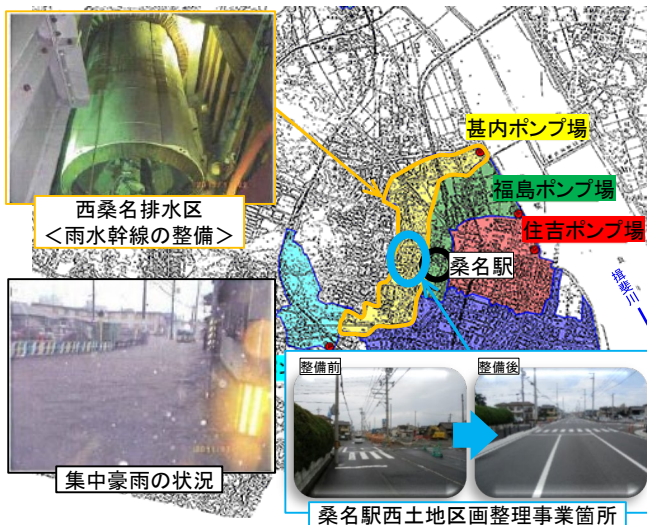 甚内ポンプ場
西桑名排水区
＜雨水幹線の整備＞
福島ポンプ場
住吉ポンプ場
桑名駅
揖斐川
整備前
整備後
集中豪雨の状況
桑名駅西土地区画整理事業箇所